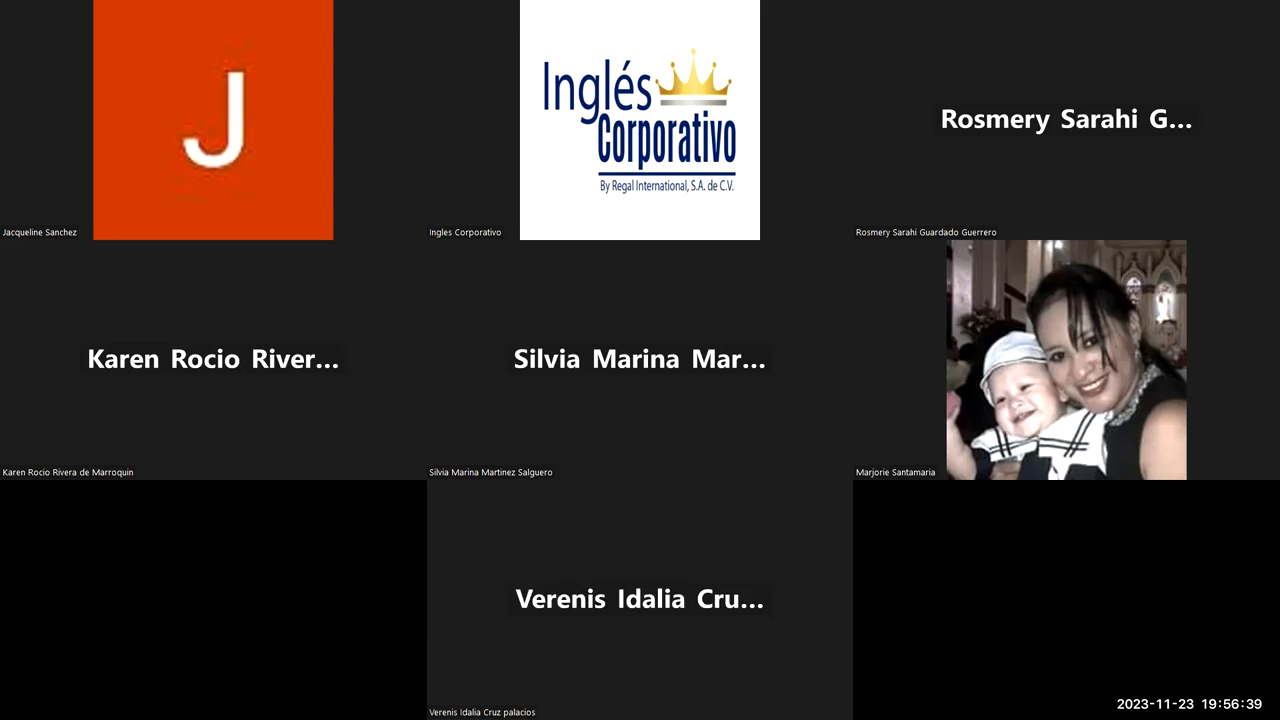 J
Jacqueline Sanchez
Inglés
Corporativo
By Regal International, S.A. de C.V.
Ingles Corporativo
Rosmery Sarahi G...
Rosmery Sarahi Guardado Guerrero
Karen Rocio River...
Karen Rocio Rivera de Marroquin
Silvia Marina Mar...
Silvia Marina Martinez Salguero
Marjorie Santamaria
Verenis Idalia Cru...
Verenis Idalia Cruz palacios
2023-11-23 19:56:39